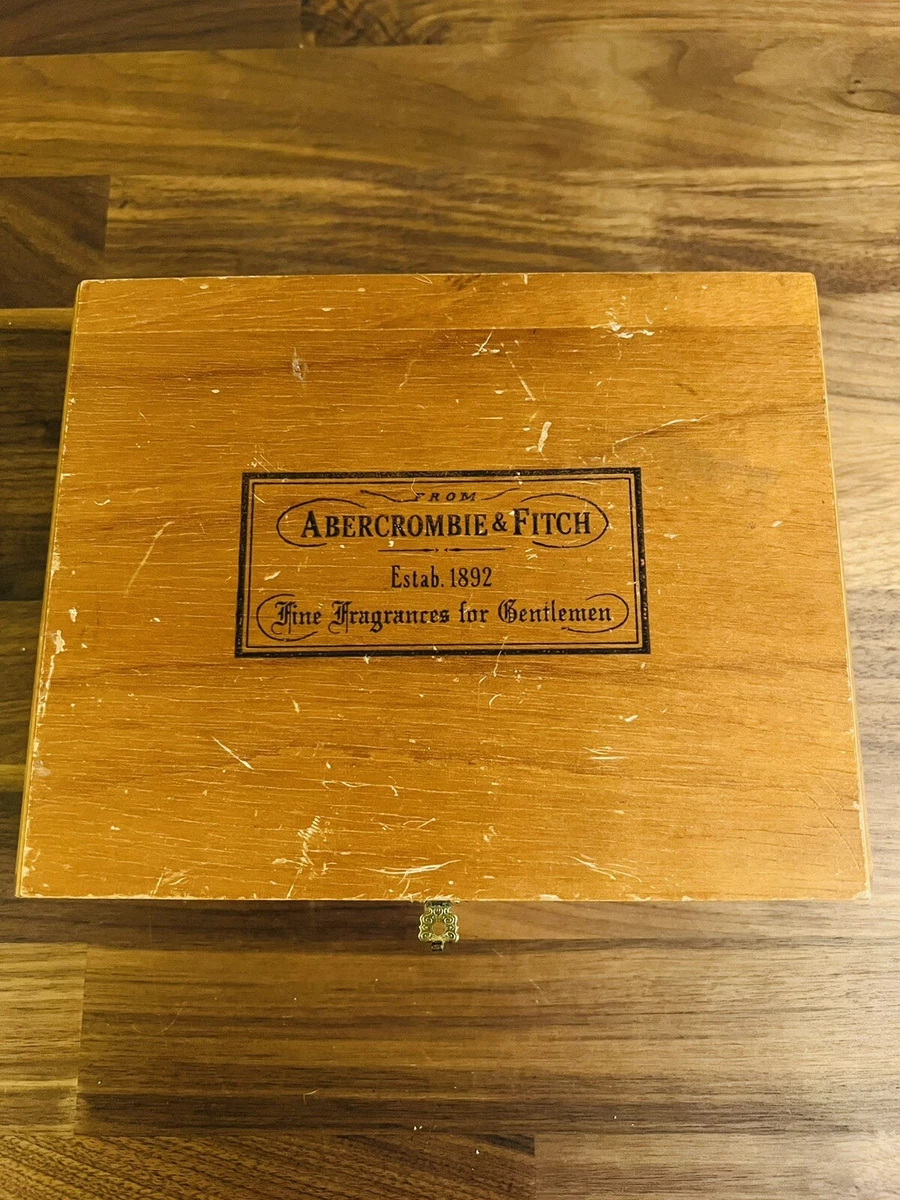 FROM
ABERCROMBIE & FITCH
Estab. 1892
Fine Fragrances for Gentlemen